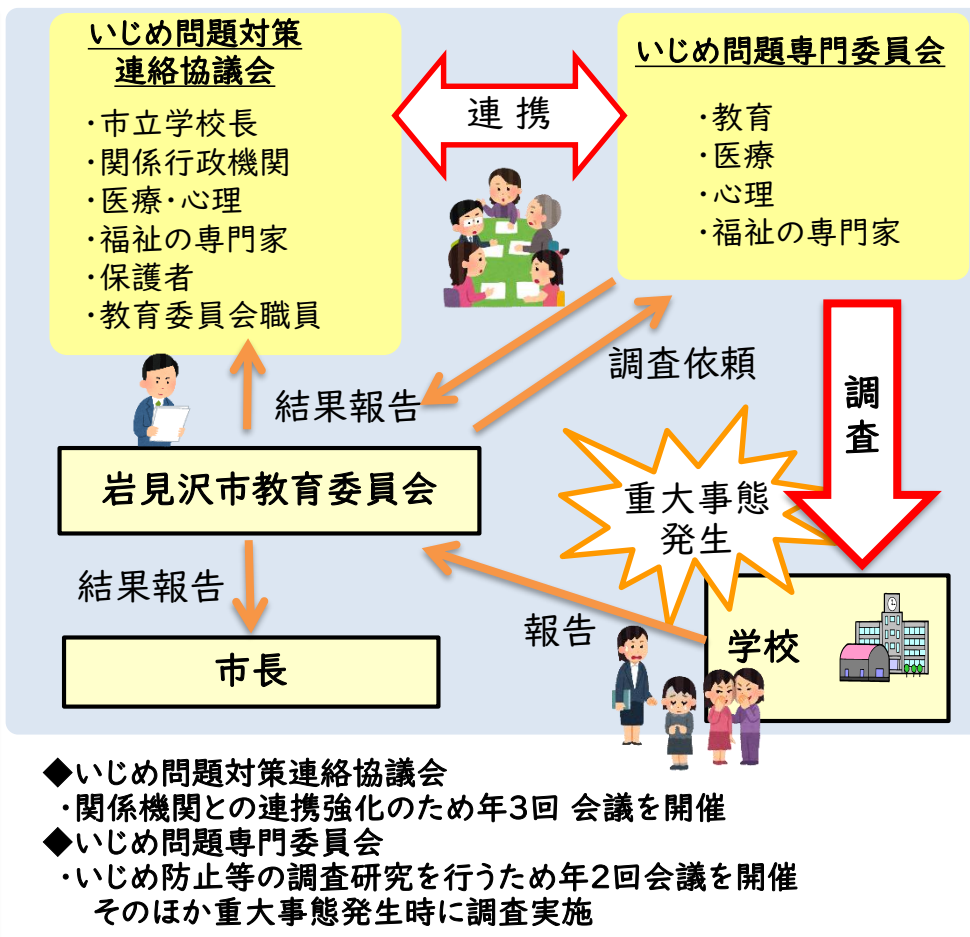 いじめ問題対策
連絡協議会
・市立学校長
・関係行政機関
・医療・心理
・福祉の専門家
・保護者
・教育委員会職員
連 携
いじめ問題専門委員会
・教育
・医療
・心理
・福祉の専門家
調査依頼
結果報告
調
査
岩見沢市教育委員会
重大事態
発生
結果報告
報告
市長
学校
◆いじめ問題対策連絡協議会
・関係機関との連携強化のため年3回 会議を開催
◆いじめ問題専門委員会
・いじめ防止等の調査研究を行うため年2回会議を開催
そのほか重大事態発生時に調査実施